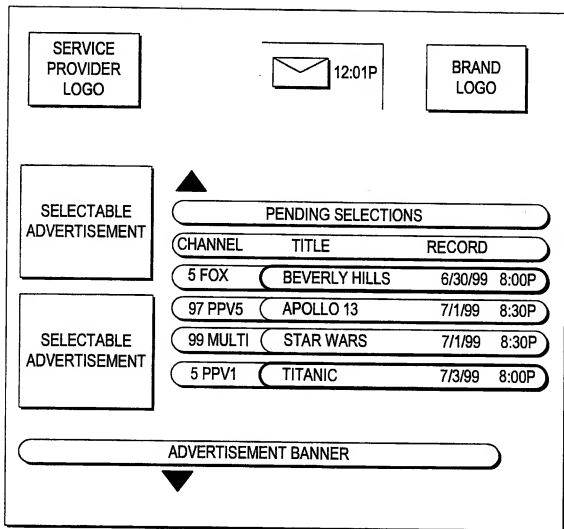 SERVICE
PROVIDER
LOGO
12:01P
BRAND
LOGO
SELECTABLE
ADVERTISEMENT
PENDING SELECTIONS
CHANNEL TITLE RECORD
5 FOX BEVERLY HILLS 6/30/99 8:00P
97 PPV5 APOLLO 13 7/1/99 8:30P
99 MULTI STAR WARS 7/1/99 8:30P
5 PPV1 TITANIC 7/3/99 8:00P
SELECTABLE
ADVERTISEMENT
ADVERTISEMENT BANNER